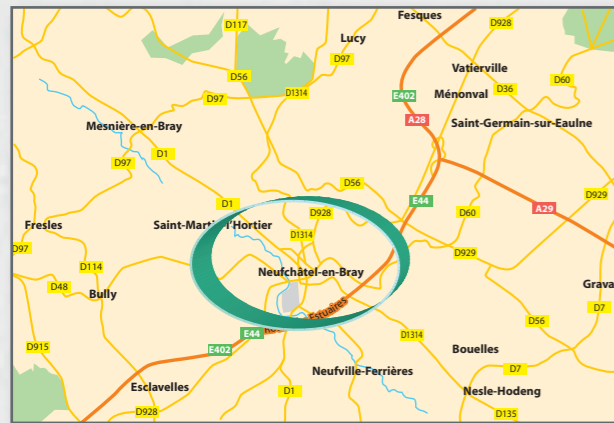 Fesques
D117
D928
Lucy
D97
Vatierville
D56
D60
E402
D36
D1314
Ménonval
D97
A28
Saint-Germain-sur-Eaulne
Mesnière-en-Bray
D1
D97
D56
D929
E44
D1
A29
D928
D60
Fresles
Saint-Marti l'Hortier
D1314
D97
D929
D114
Neufchâtel-en-Bray
D48
Bully
Grava
D7
Estuaires
D56
E44
D1314
D915
E402
Bouelles
D7
Neufville-Ferrières
Esclavelles
D1
Nesle-Hodeng
D928
D135